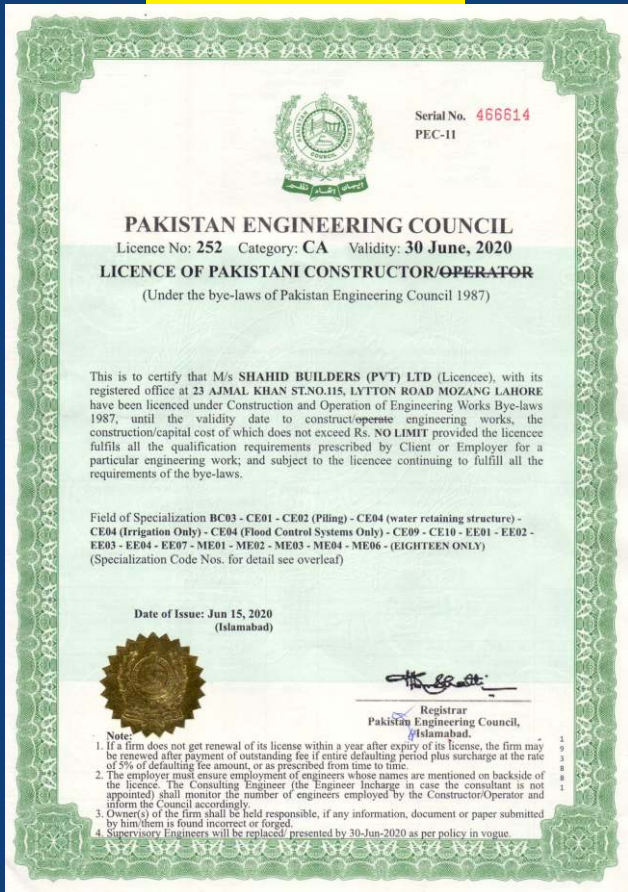 Serial No. 466614
PEC-11
PAKISTAN ENGINEERING COUNCIL
Licence No: 252 Category: CA Validity: 30 June, 2020
LICENCE OF PAKISTANI CONSTRUCTOR/OPERATOR
(Under the bye-laws of Pakistan Engineering Council 1987)
This is to certify that M/s SHAHID BUILDERS (PVT) LTD (Licencee), with its
registered office at 23 AJMAL KHAN ST.NO.115, LYTTON ROAD MOZANG LAHORE
have been licenced under Construction and Operation of Engineering Works Bye-laws
1987, until the validity date to construct/operate engineering works, the
construction/capital cost of which does not exceed Rs. NO LIMIT provided the licencee
fulfils all the qualification requirements prescribed by Client or Employer for a
particular engineering work; and subject to the licencee continuing to fulfill all the
requirements of the bye-laws.
Field of Specialization BC03 - CE01 - CE02 (Piling) - CE04 (water retaining structure) -
CE04 (Irrigation Only) - CE04 (Flood Control Systems Only) - CE09 - CE10 - EE01 - EE02 -
EE03 - EE04 - EE07 - ME01 - ME02 - ME03 - ME04 - ME06 - (EIGHTEEN ONLY)
(Specialization Code Nos. for detail see overleaf)
Date of Issue: Jun 15, 2020
(Islamabad)
Registrar
Pakistan Engineering Council,
Islamabad.
Note:
1. If a firm does not get renewal of its license within a year after expiry of its license, the firm may
be renewed after payment of outstanding fee if entire defaulting period plus surcharge at the rate
of 5% of defaulting fee amount, or as prescribed from time to time.
2. The employer must ensure employment of engineers whose names are mentioned on backside of
the licence. The Consulting Engineer (the Engineer Incharge in case the consultant is not
appointed) shall monitor the number of engineers employed by the Constructor/Operator and
inform the Council accordingly.
3. Owner(s) of the firm shall be held responsible, if any information, document or paper submitted
by him/them is found incorrect or forged.
4. Supervisory Engineers will be replaced/ presented by 30-Jun-2020 as per policy in vogue.